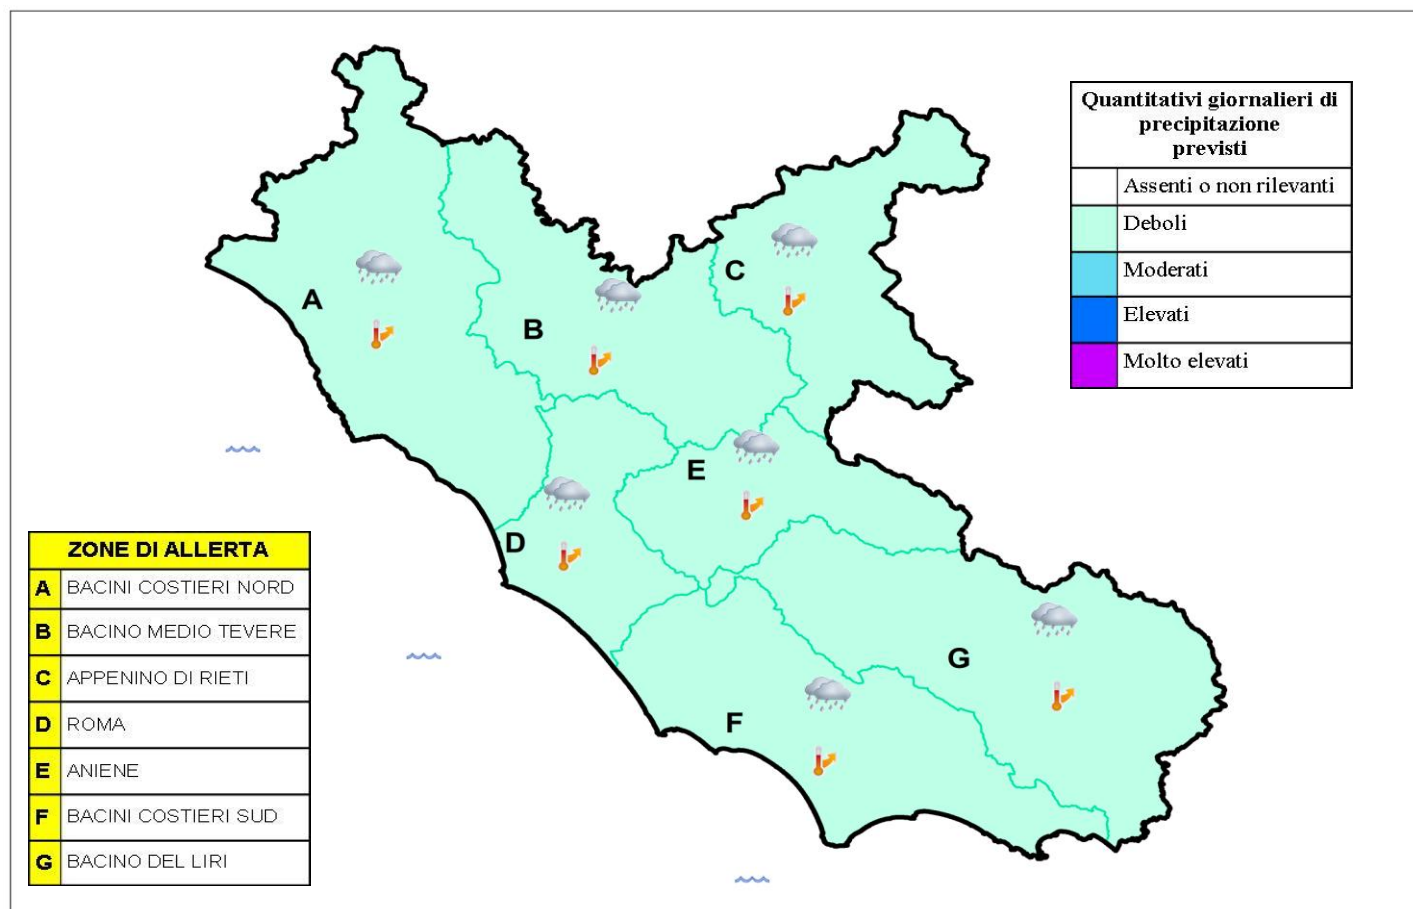 Quantitativi giornalieri di
precipitazione
previsti
Assenti o non rilevanti
Deboli
Moderati
Elevati
Molto elevati
C
A
B
E
D
G
F
ZONE DI ALLERTA
A BACINI COSTIERI NORD
B BACINO MEDIO TEVERE
C APPENINO DI RIETI
D ROMA
E ANIENE
F BACINI COSTIERI SUD
G BACINO DEL LIRI